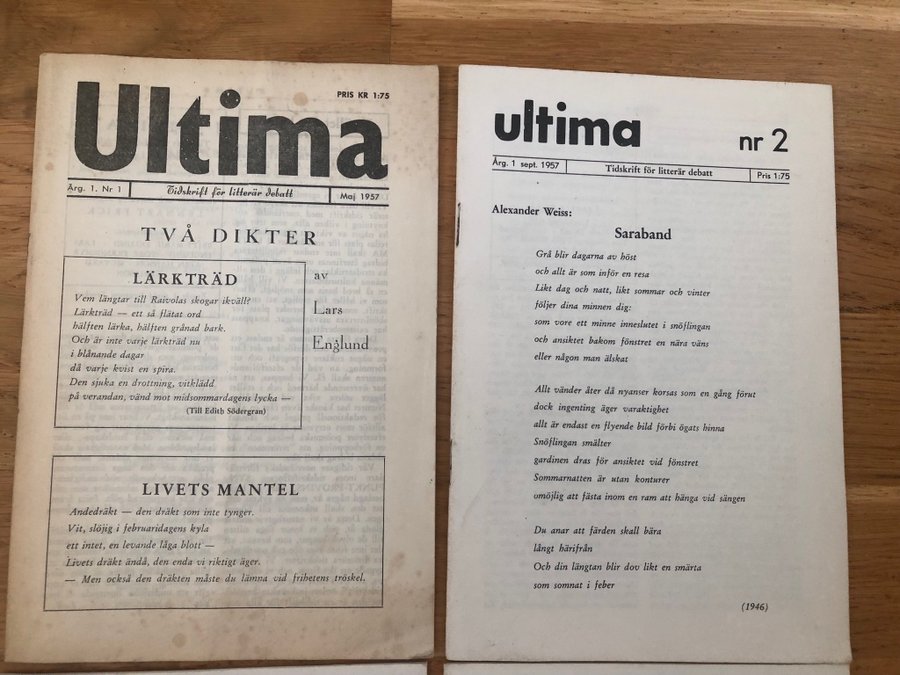 PRIS KR 1:75
Ultima
Årg. 1. Nr 1
Tidskrift för litterär debatt
Maj 1957
TVÅ DIKTER
av
Lars
Englund
LÄRKTRÄD
Vem längtar till Raivolas skogar ikväll?
Lärkträd — ett så flätat ord
hälften lärka, hälften grånad bark.
Och är inte varje lärkträd nu
i blånande dagar
då varje kvist en spira.
Den sjuka en drottning, vitklädd
på verandan, vänd mot midsommardagens lycka —
(Till Edith Södergran)
LIVETS MANTEL
Andedräkt — den dräkt som inte tynger.
Vit, slöjig i februaridagens kyla
ett intet, en levande låga blott —
Livets dräkt ändå, den enda vi riktigt äger.
— Men också den dräkten måste du lämna vid frihetens tröskel.
ultima
nr 2
Årg. 1 sept. 1957
Tidskrift för litterär debatt
Pris 1:75
Alexander Weiss:
Saraband
Grå blir dagarna av höst
och allt är som inför en resa
Likt dag och natt, likt sommar och vinter
följer dina minnen dig:
som vore ett minne inneslutet i snöflingan
och ansiktet bakom fönstret en nära väns
eller någon man älskat
Allt vänder åter då nyanser korsas som en gång förut
dock ingenting äger varaktighet
allt är endast en flyende bild förbi ögats hinna
Snöflingan smälter
gardinen dras för ansiktet vid fönstret
Sommarnatten är utan konturer
omöjlig att fästa inom en ram att hänga vid sängen
Du anar att färden skall bära
långt härifrån
Och din längtan blir dov likt en smärta
som somnat i feber
(1946)